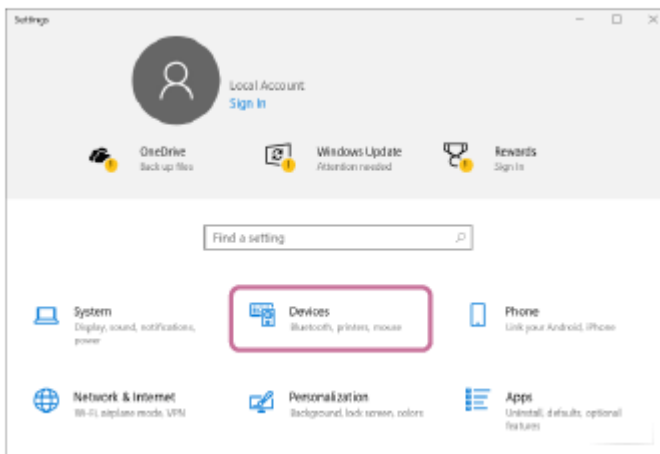 Settings
Local Account
Sign In
OneDrive
Back up files
Windows Update
Attention needed
Rewards
Sign In
Find a setting
System
Display, sound, notifications,
power
Devices
Bluetooth, printers, mouse
Phone
Link your Android, iPhone
Network & Internet
Wi-Fi, airplane mode, VPN
Personalization
Background, lock screen, colors
Apps
Uninstall, defaults, optional
features